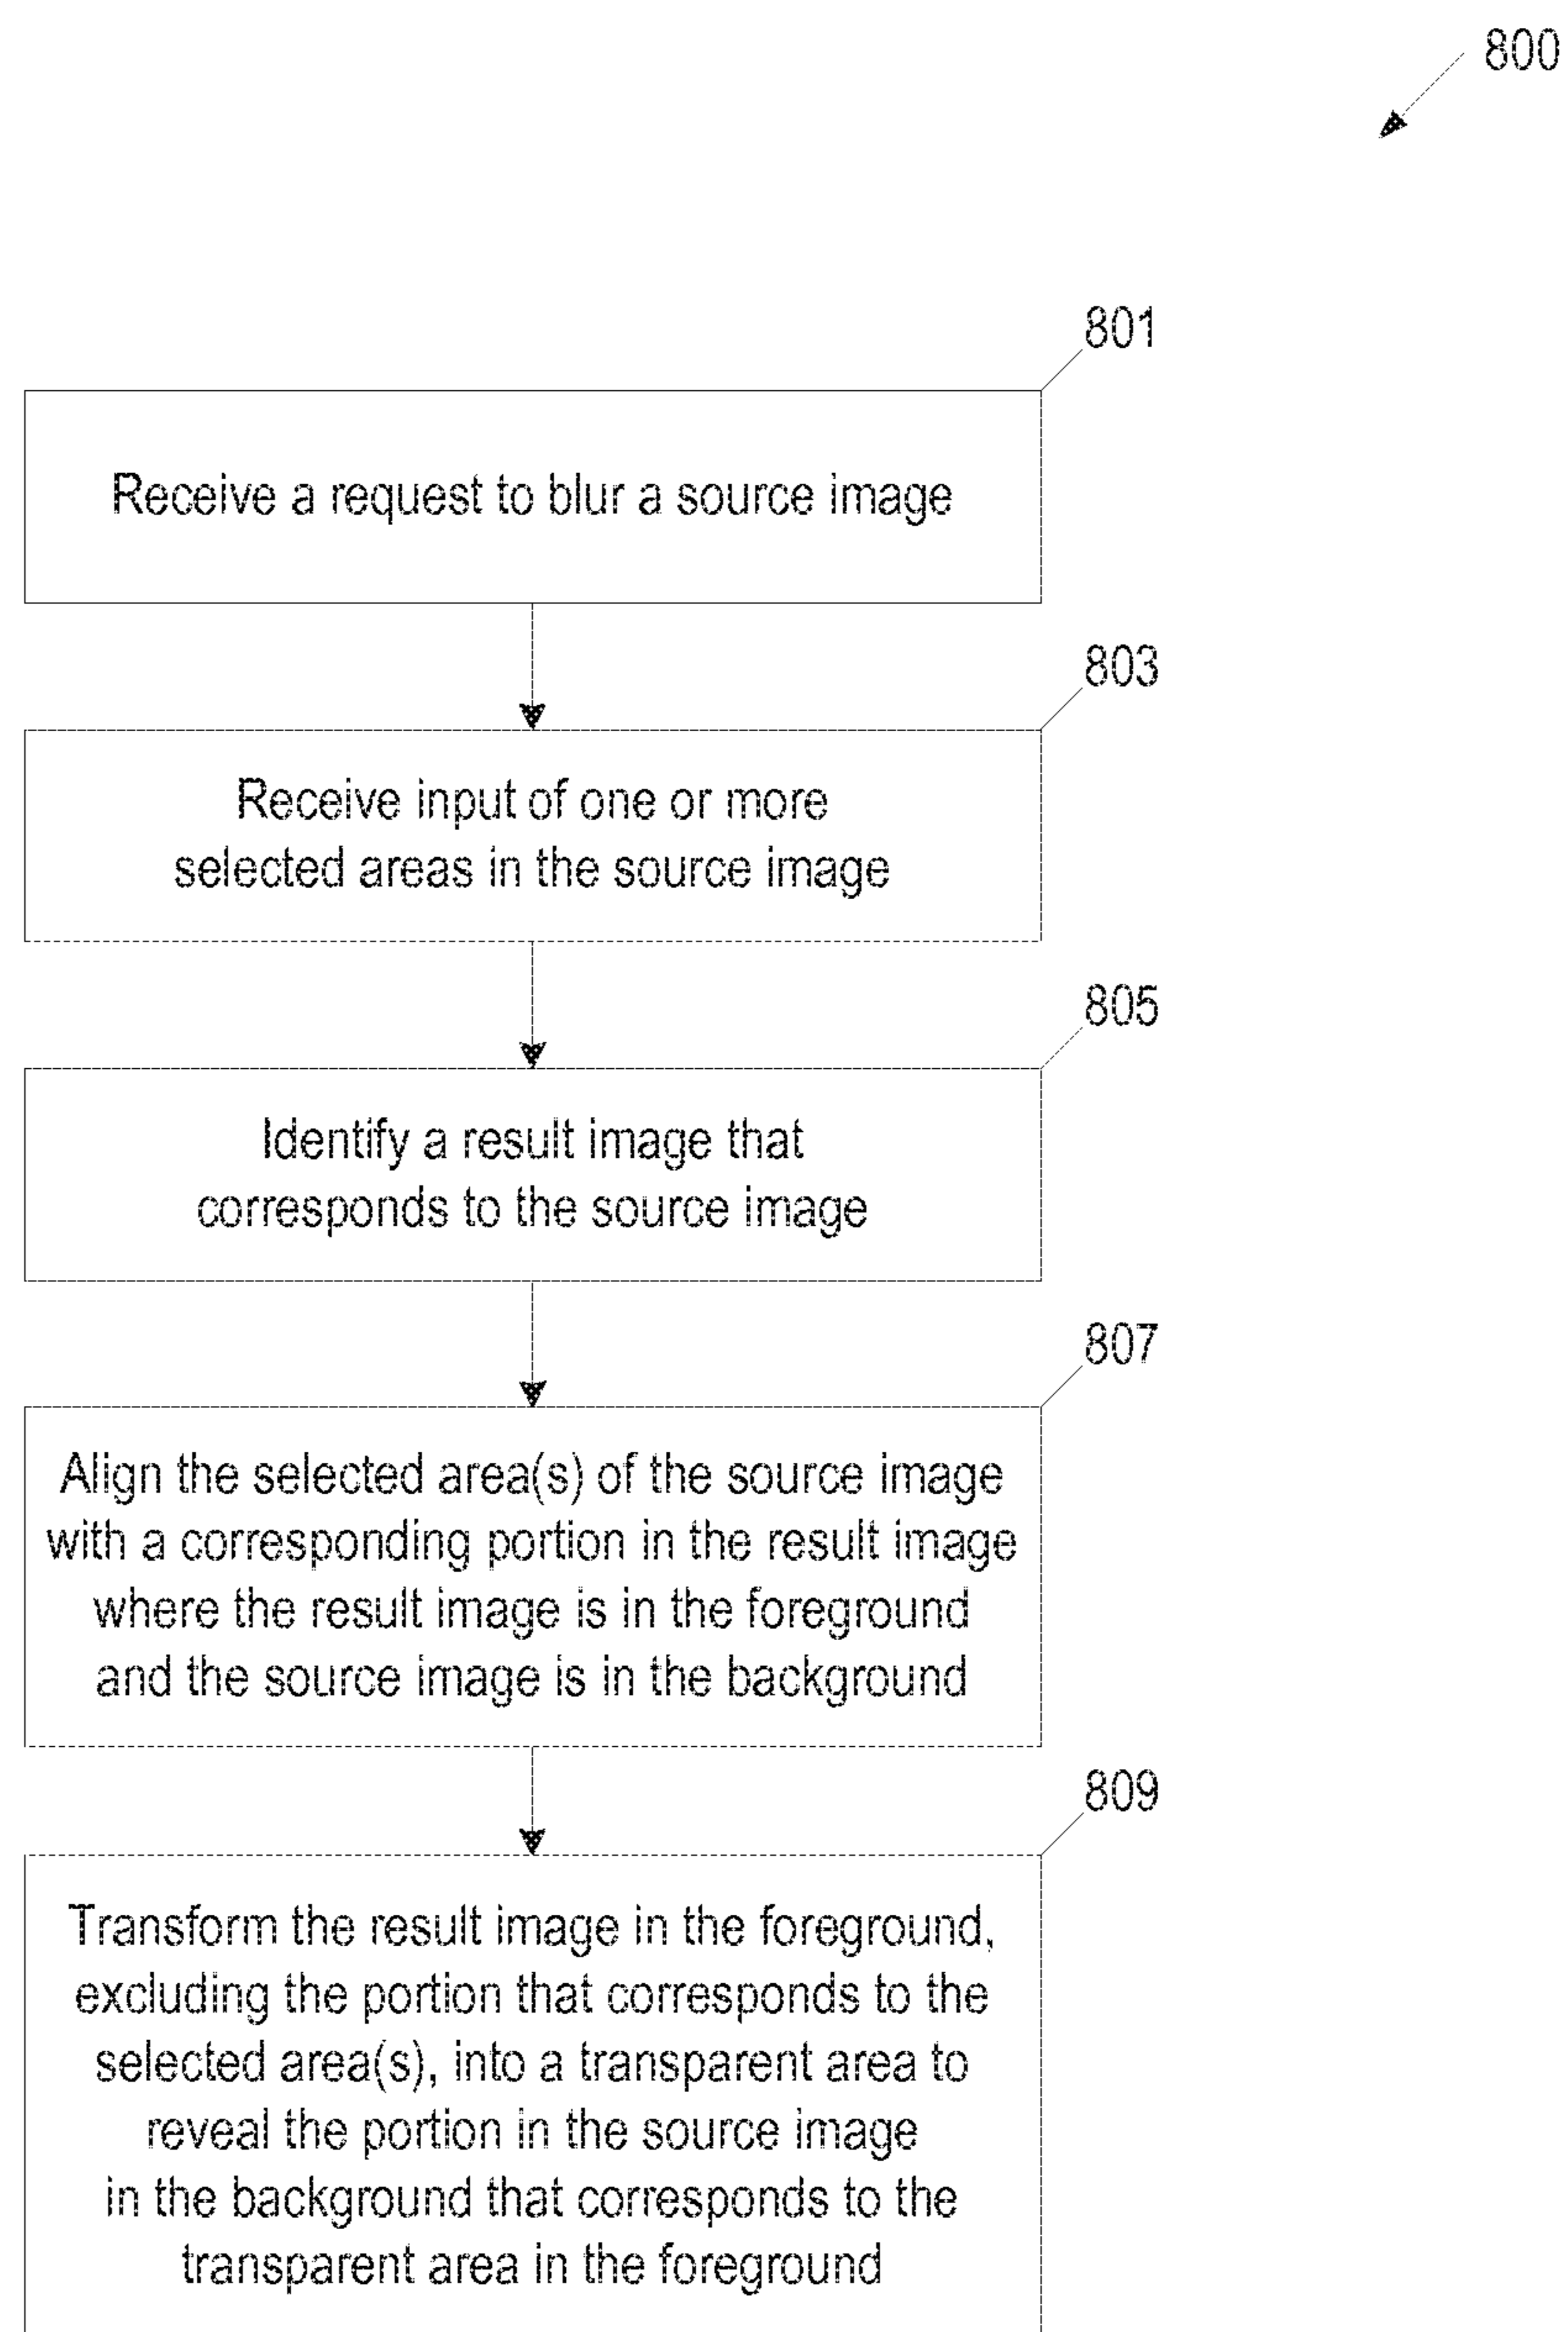 800
801
Receive a request to blur a source image
803
Receive input of one or more
selected areas in the source image
805
Identify a result image that
corresponds to the source image
807
Align the selected area(s) of the source image
with a corresponding portion in the result image
where the result image is in the foreground
and the source image is in the background
809
Transform the result image in the foreground,
excluding the portion that corresponds to the
selected area(s), into a transparent area to
reveal the portion in the source image
in the background that corresponds to the
transparent area in the foreground